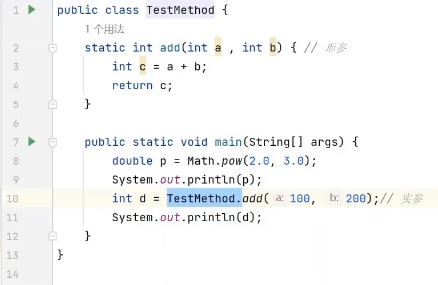 1 public class TestMethod {
1 个用法
2 static int add(int a , int b) { // 形参
3 int c = a + b;
4 return c;
5 }
6
7 public static void main(String[] args) {
8 double p = Math.pow(2.0, 3.0);
9 System.out.println(p);
10 int d = TestMethod.add( a: 100, b: 200);// 实参
11 System.out.println(d);
12 }
13 }
14